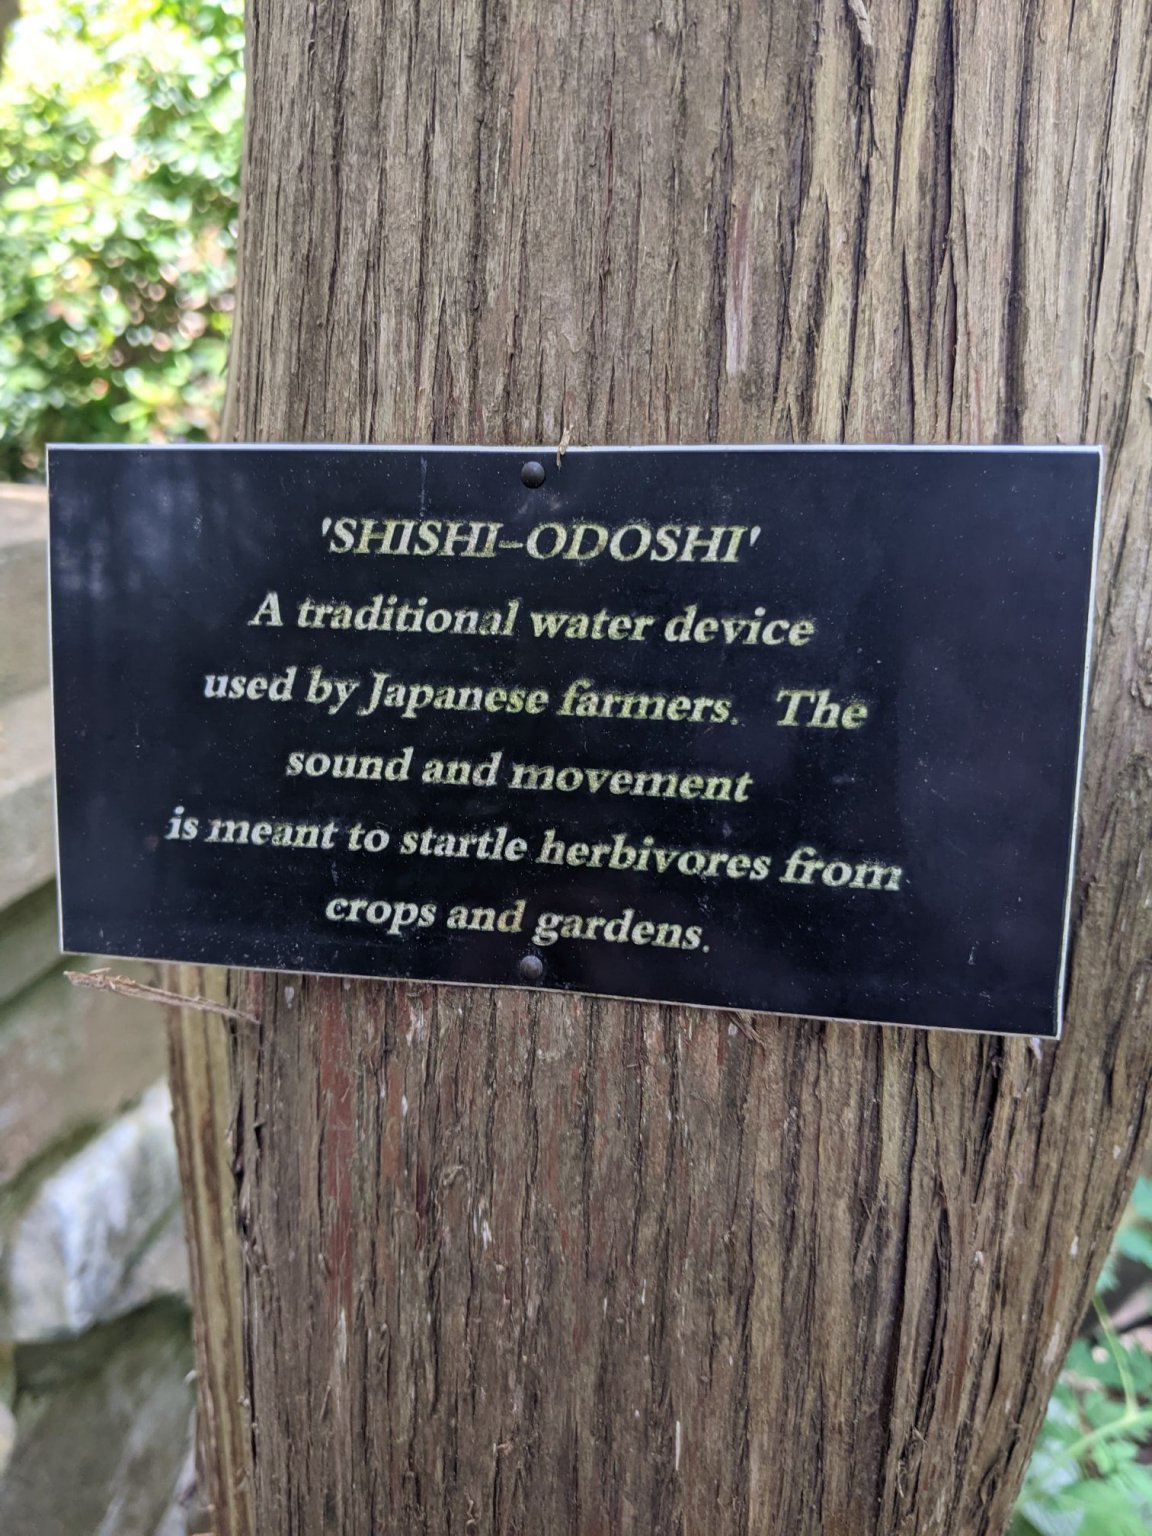 'SHISHI-ODOSHI'
A traditional water device
used by Japanese farmers. The
sound and movement
is meant to startle herbivores from
crops and gardens.